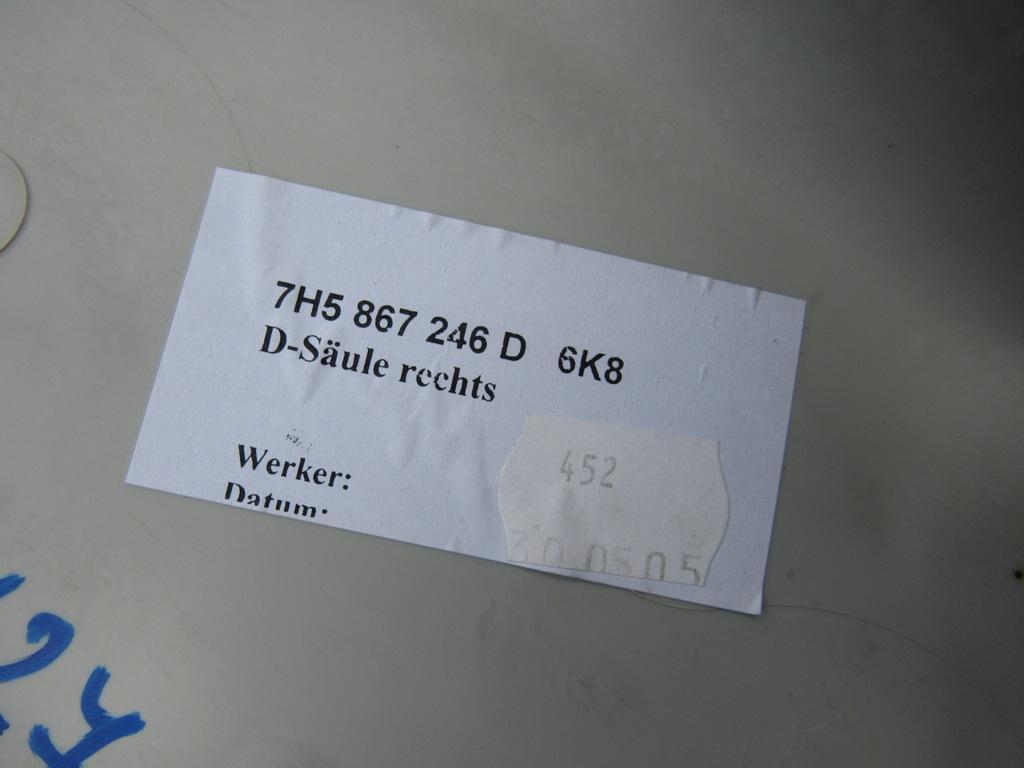 7H5 867 246 D 6K8
D-Säule rechts
Werker:
Datum:
452
30 05 05